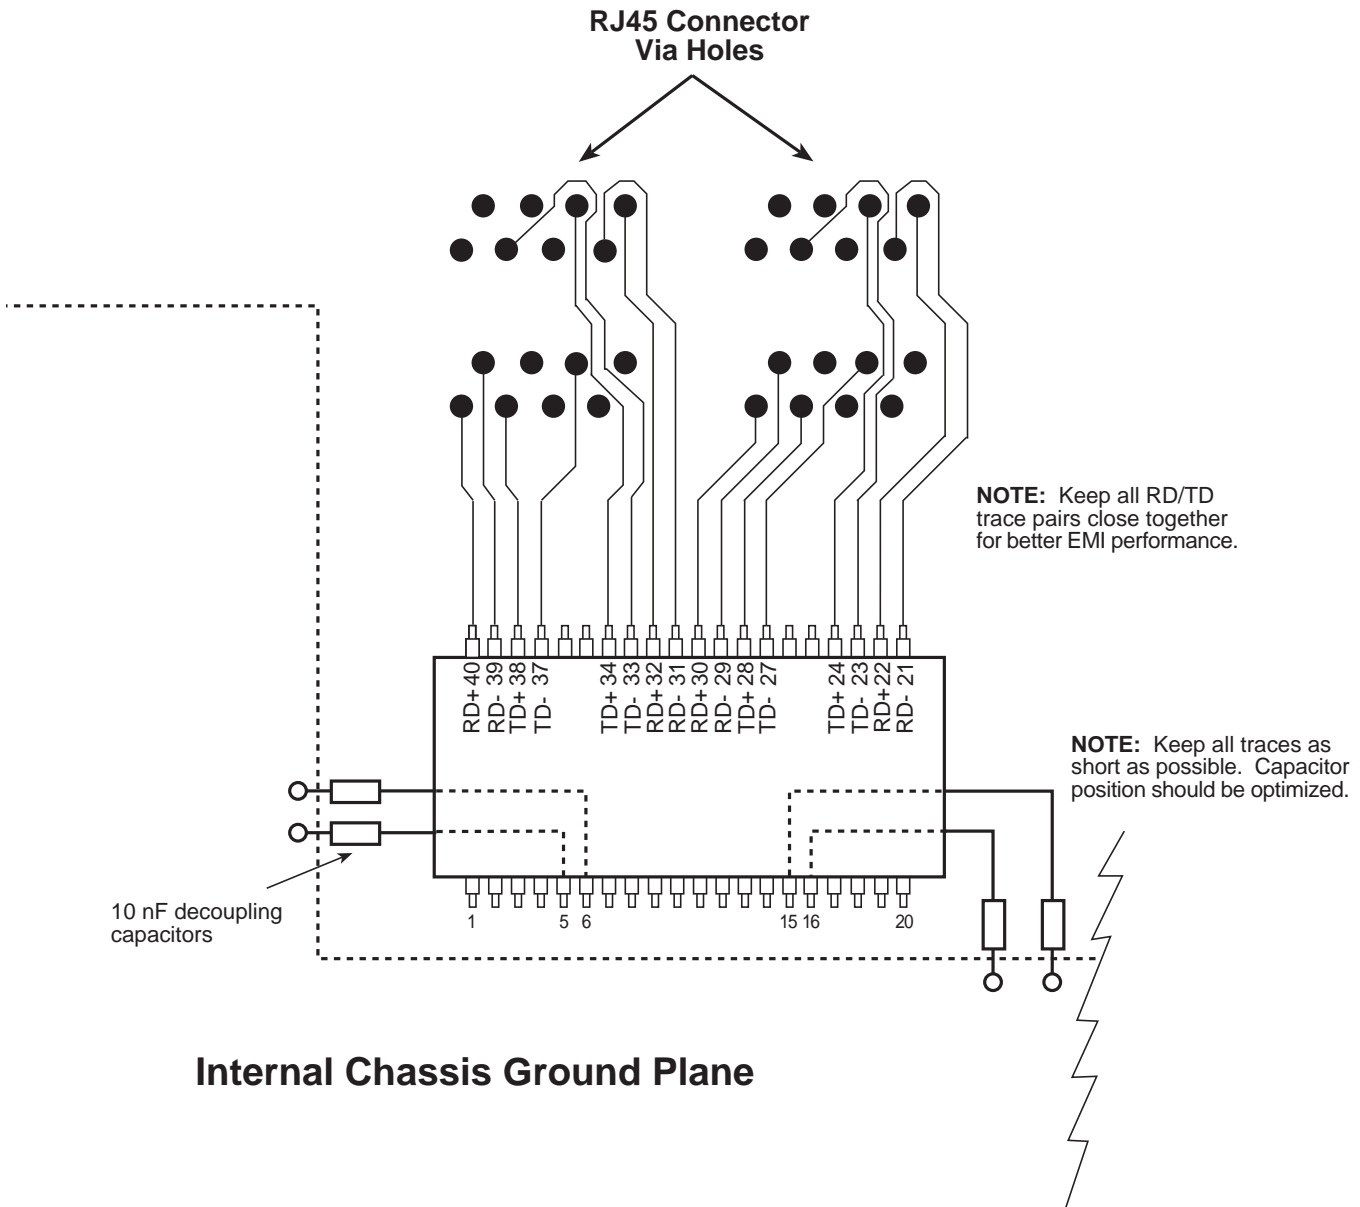 RJ45 Connector
Via Holes
NOTE: Keep all RD/TD
trace pairs close together
for better EMI performance.
RD+ 40
RD- 39
TD+ 38
TD- 37
TD+ 34
TD- 33
RD+ 32
RD- 31
RD+ 30
RD- 29
TD+ 28
TD- 27
TD+ 24
TD- 23
RD+22
RD- 21
NOTE: Keep all traces as
short as possible. Capacitor
position should be optimized.
10 nF decoupling
capacitors
1 5 6 15 16 20
Internal Chassis Ground Plane